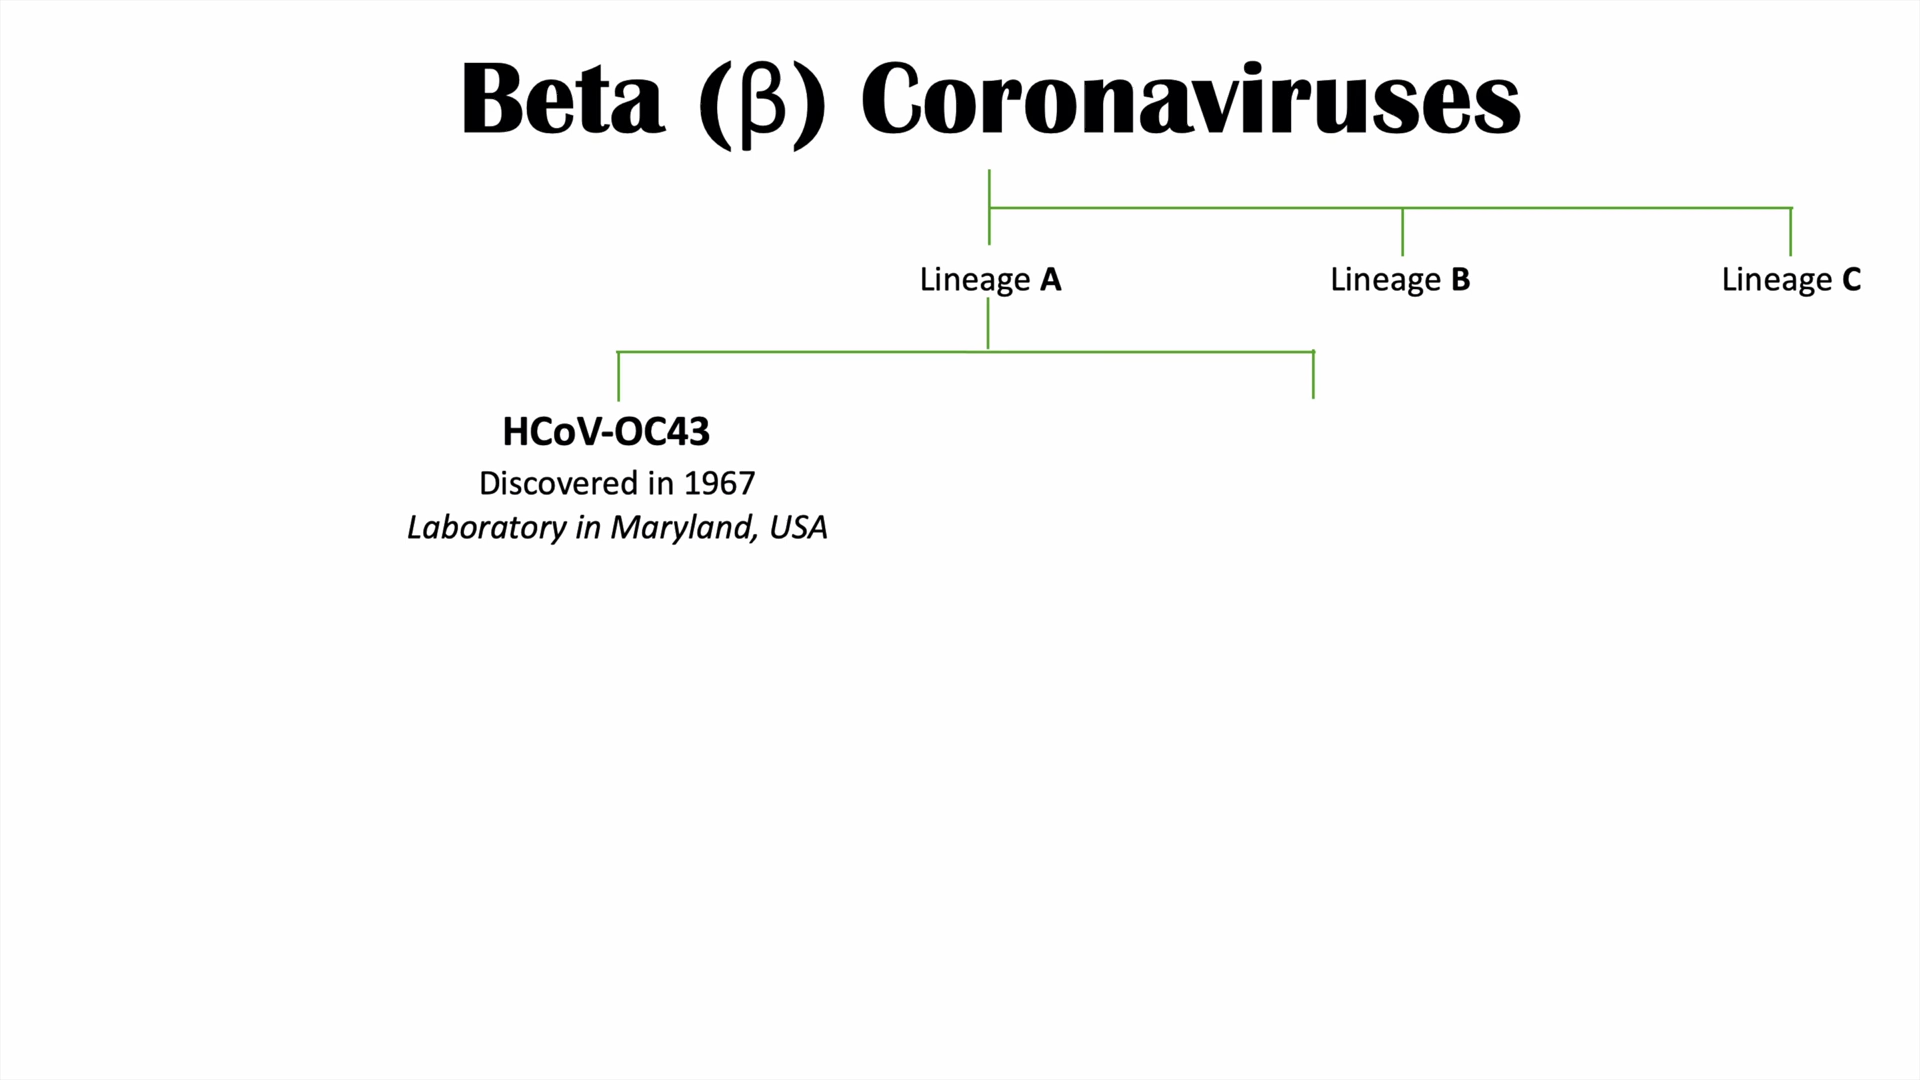 Beta (β) Coronaviruses
Lineage A
Lineage B
Lineage C
HCoV-OC43
Discovered in 1967
Laboratory in Maryland, USA